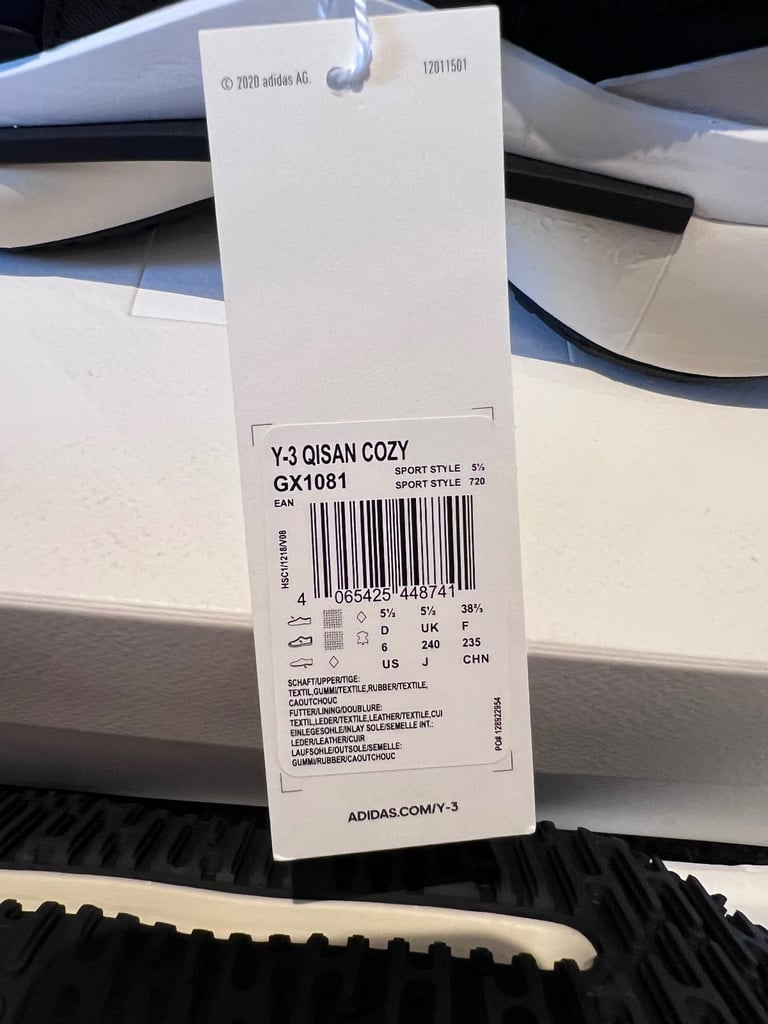 © 2020 adidas AG.
12011501
Y-3 QISAN COZY
GX1081
SPORT STYLE 5½
SPORT STYLE 720
EAN
HSC1/1218/V08
4 065425 448741
5½ 5½ 38⅔
D UK F
6 240 235
US J CHN
SCHAFT/UPPER/TIGE:
TEXTIL,GUMMI/TEXTILE,RUBBER/TEXTILE,
CAOUTCHOUC
FUTTER/LINING/DOUBLURE:
TEXTIL,LEDER/TEXTILE,LEATHER/TEXTILE,CUI
EINLEGESOHLE/INLAY SOLE/SEMELLE INT.:
LEDER/LEATHER/CUIR
LAUFSOHLE/OUTSOLE/SEMELLE:
GUMMI/RUBBER/CAOUTCHOUC
PO# 128922954
ADIDAS.COM/Y-3